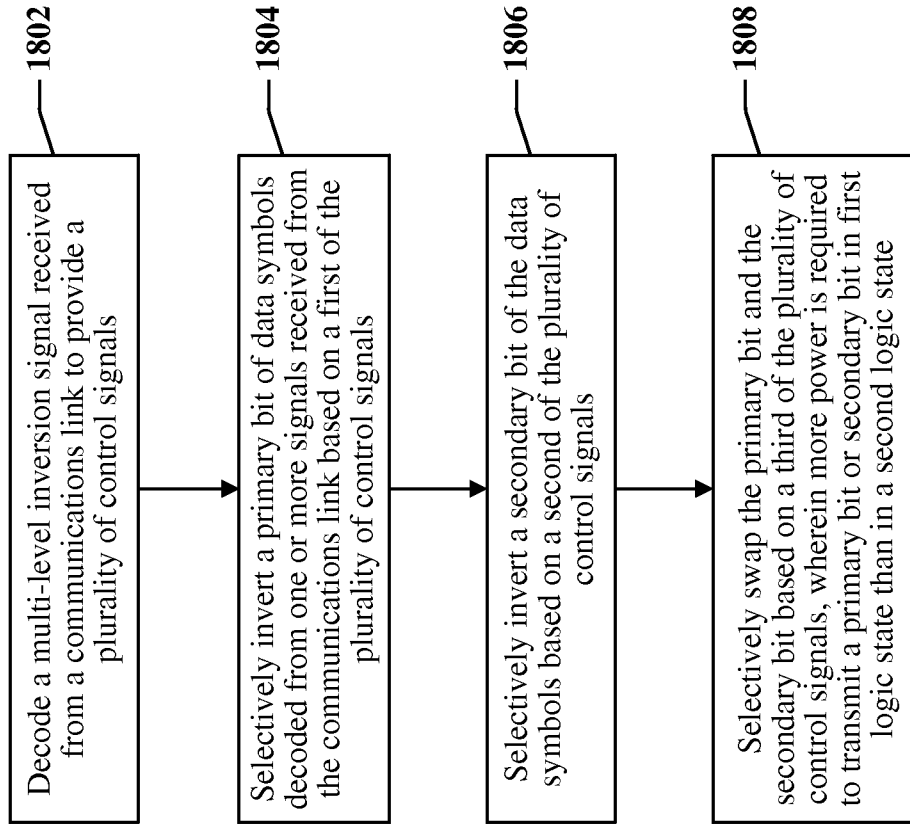 Decode a multi-level inversion signal received
from a communications link to provide a
plurality of control signals
1802
Selectively invert a primary bit of data symbols
decoded from one or more signals received from
the communications link based on a first of the
plurality of control signals
1804
Selectively invert a secondary bit of the data
symbols based on a second of the plurality of
control signals
1806
Selectively swap the primary bit and the
secondary bit based on a third of the plurality of
control signals, wherein more power is required
to transmit a primary bit or secondary bit in first
logic state than in a second logic state
1808